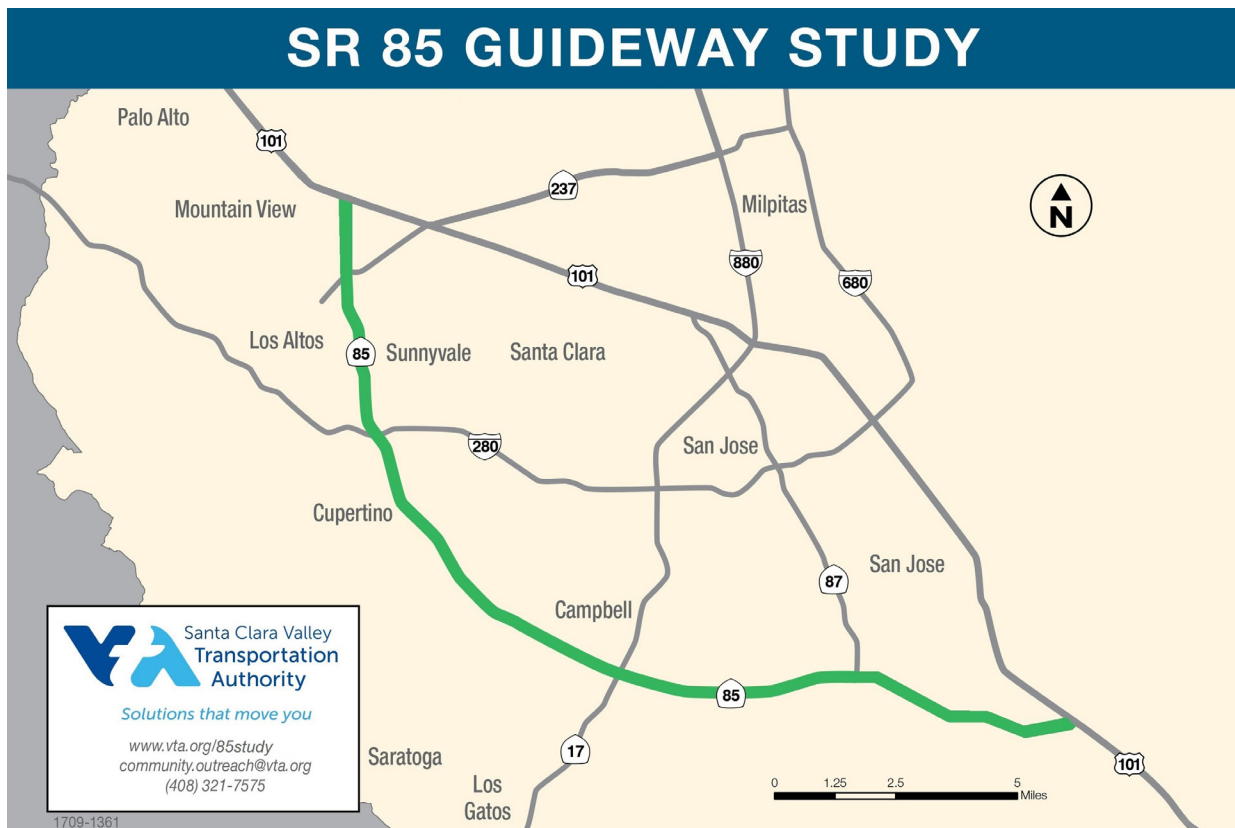 SR 85 GUIDEWAY STUDY
Palo Alto
101
237
Mountain View
Milpitas
N
880
101
680
Los Altos
85
Sunnyvale
Santa Clara
280
San Jose
Cupertino
San Jose
87
Campbell
85
17
Saratoga
Los
Gatos
101
0 1.25 2.5 5
Miles
VTA
Santa Clara Valley
Transportation
Authority
Solutions that move you
www.vta.org/85study
community.outreach@vta.org
(408) 321-7575
1709-1361